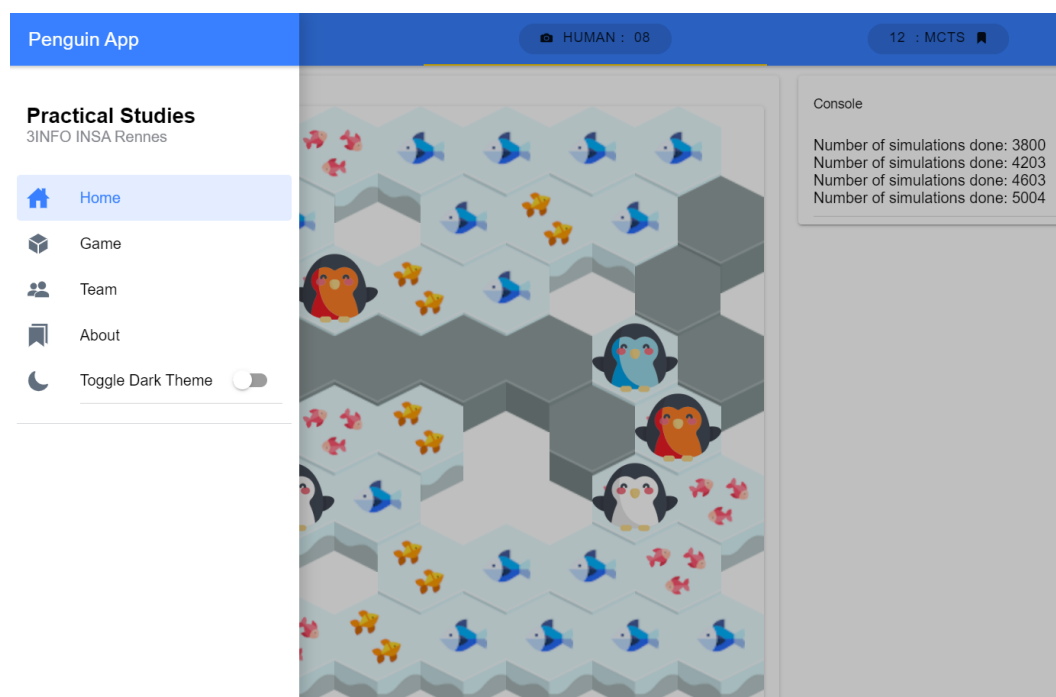 Penguin App
HUMAN : 08
12 : MCTS
Practical Studies
3INFO INSA Rennes
Home
Game
Team
About
Toggle Dark Theme
Console
Number of simulations done: 3800
Number of simulations done: 4203
Number of simulations done: 4603
Number of simulations done: 5004